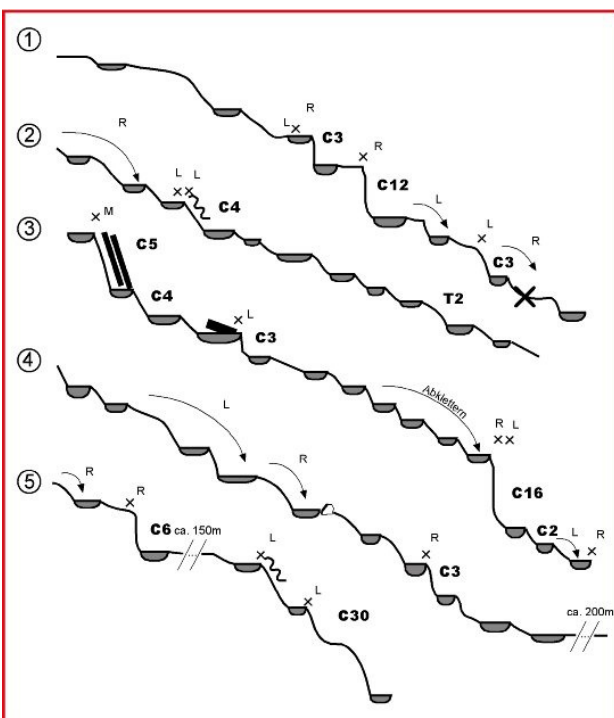 ①
R
L
C3
R
C12
L
L
C3
R
②
R
L L
C4
T2
③
M
C5
C4
L
C3
Abklettern
R L
C16
C2
L
R
④
L
R
R
C3
ca. 200m
⑤
R
R
C6 ca. 150m
L
L
C30